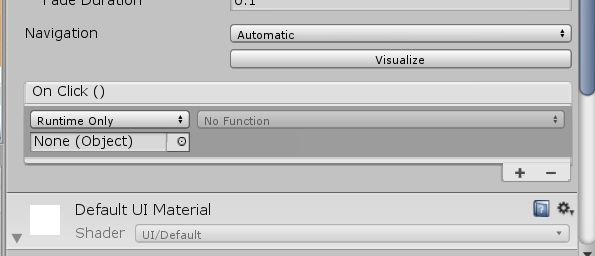 Fade Duration 0.1
Navigation Automatic
Visualize
On Click ()
Runtime Only No Function
None (Object)
+ −
Default UI Material
Shader UI/Default